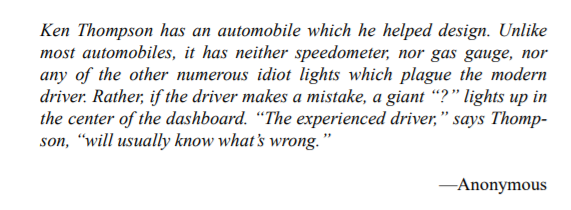 Ken Thompson has an automobile which he helped design. Unlike
most automobiles, it has neither speedometer, nor gas gauge, nor
any of the other numerous idiot lights which plague the modern
driver. Rather, if the driver makes a mistake, a giant “?” lights up in
the center of the dashboard. “The experienced driver,” says Thomp-
son, “will usually know what’s wrong.”
—Anonymous